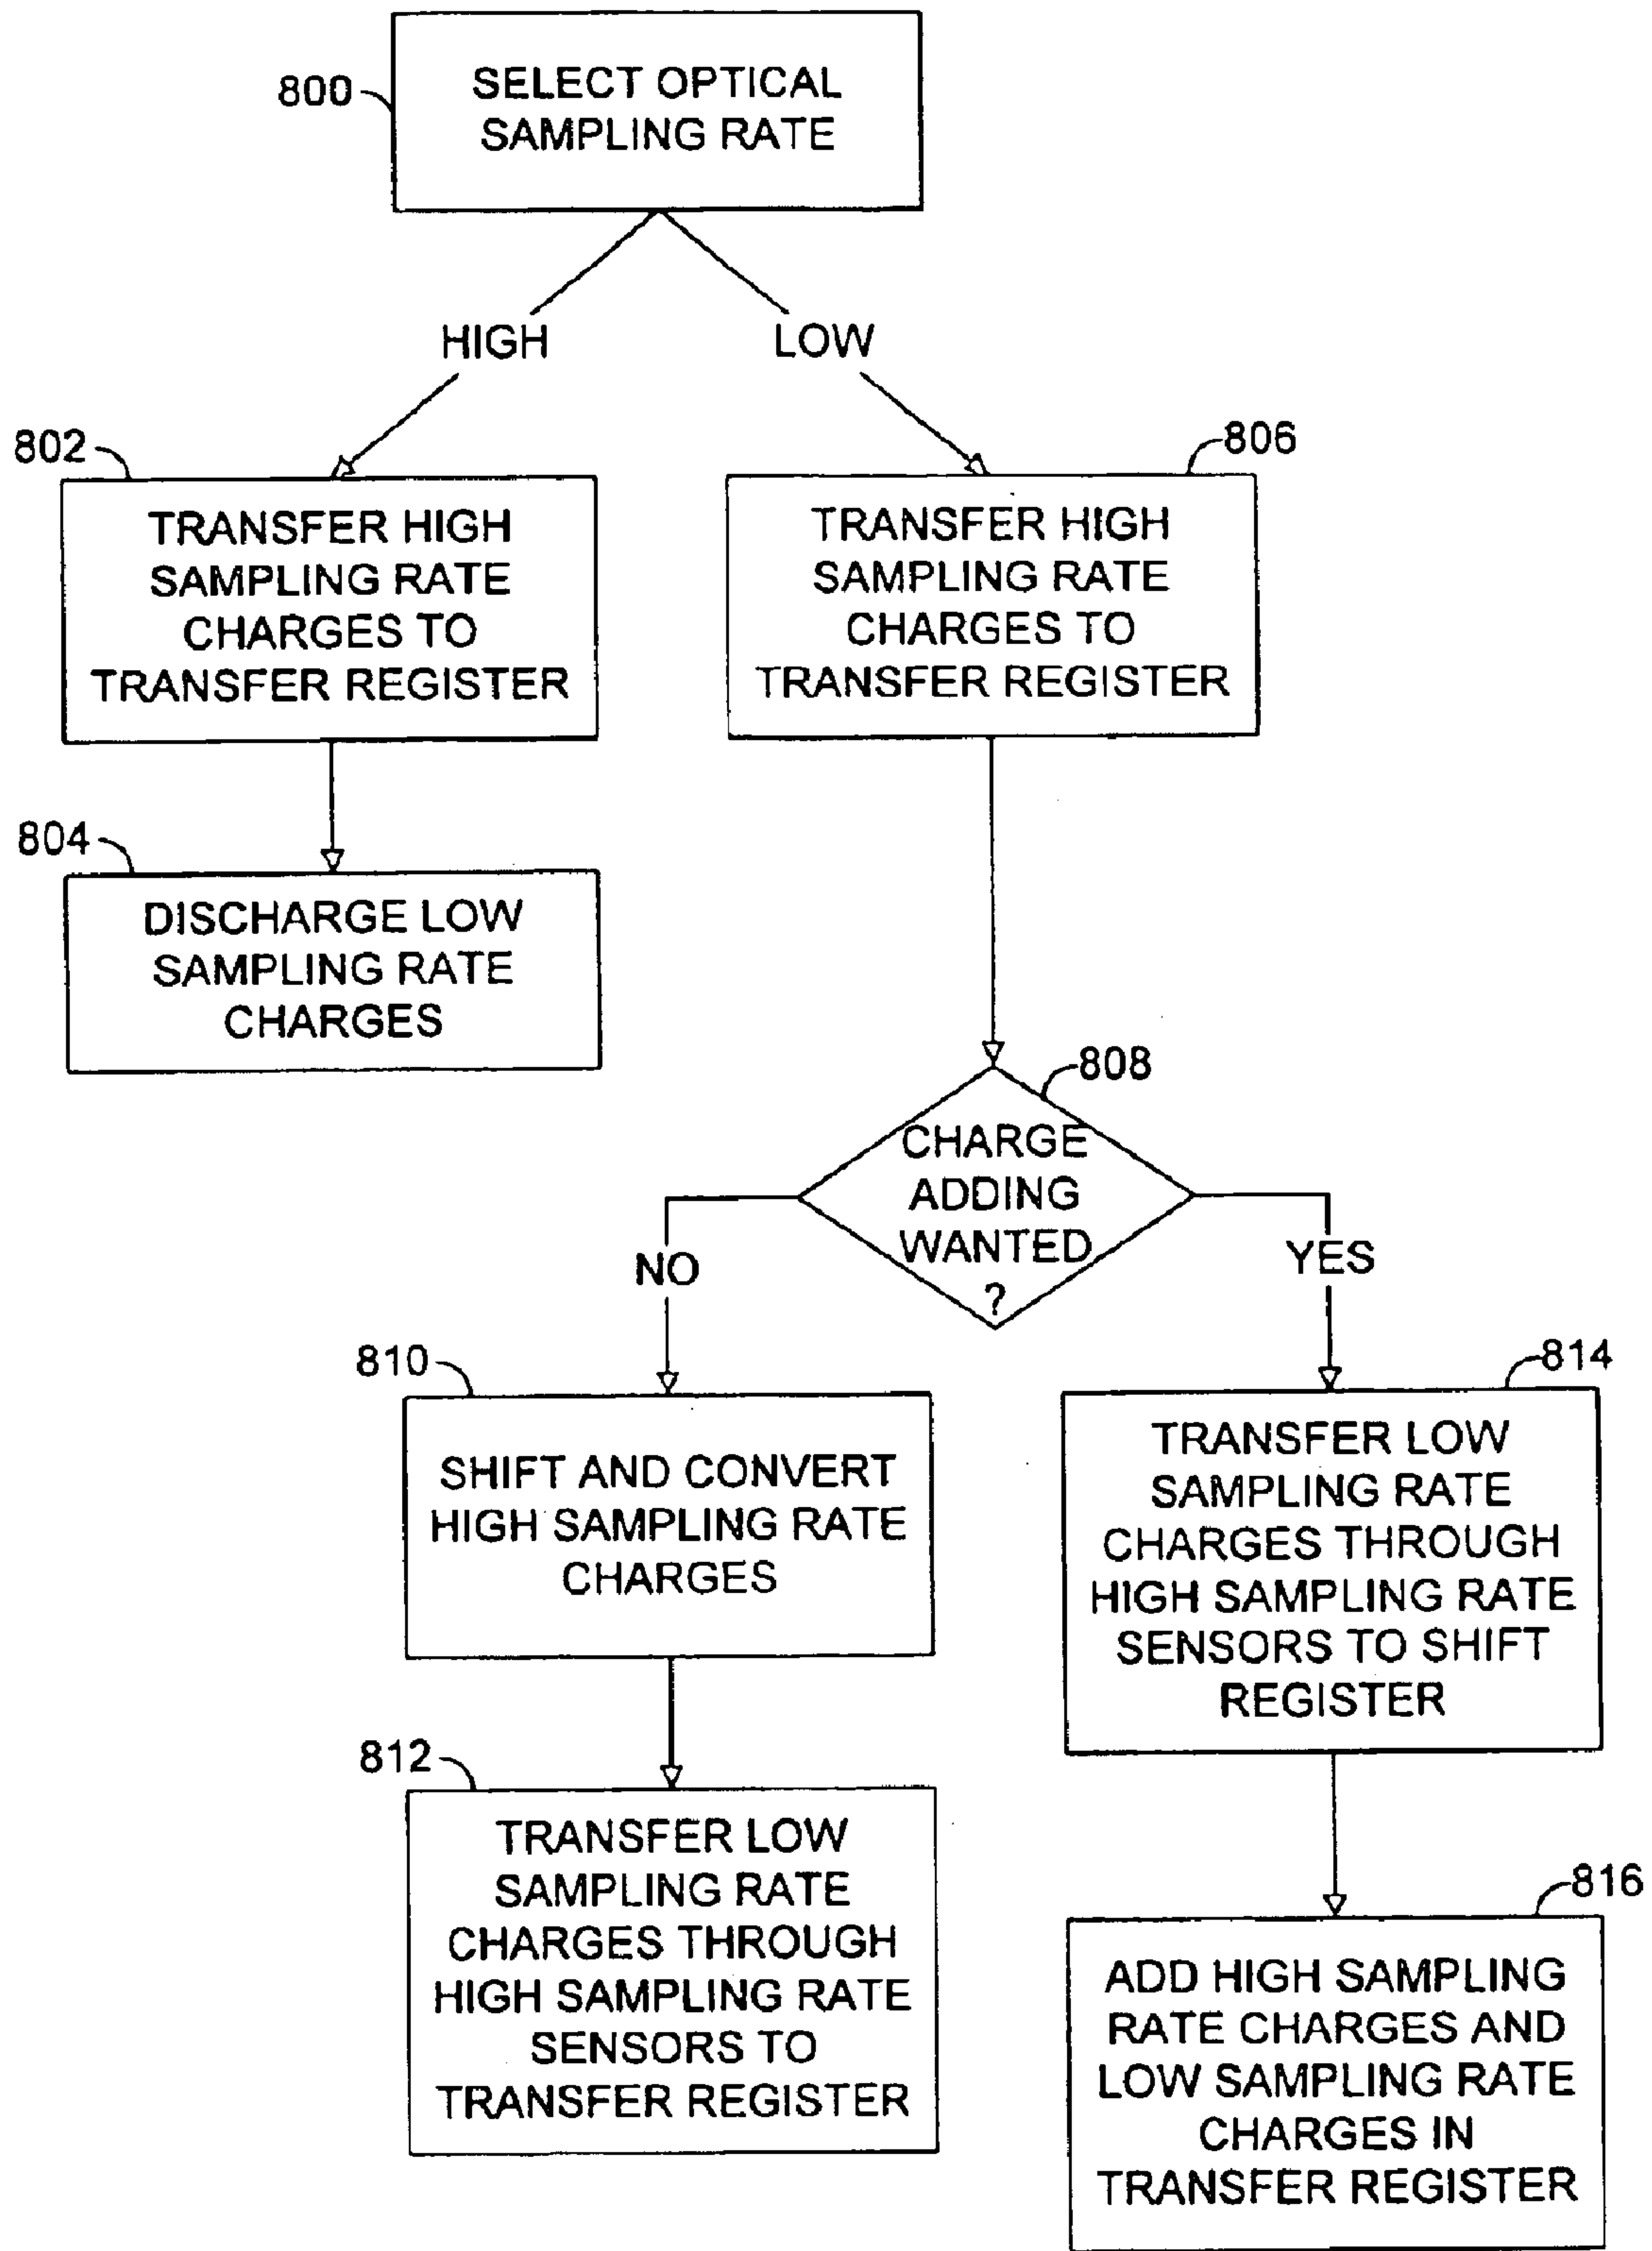 800
SELECT OPTICAL
SAMPLING RATE
HIGH
LOW
802
TRANSFER HIGH
SAMPLING RATE
CHARGES TO
TRANSFER REGISTER
806
TRANSFER HIGH
SAMPLING RATE
CHARGES TO
TRANSFER REGISTER
804
DISCHARGE LOW
SAMPLING RATE
CHARGES
808
CHARGE
ADDING
WANTED
?
NO
YES
810
SHIFT AND CONVERT
HIGH SAMPLING RATE
CHARGES
814
TRANSFER LOW
SAMPLING RATE
CHARGES THROUGH
HIGH SAMPLING RATE
SENSORS TO SHIFT
REGISTER
812
TRANSFER LOW
SAMPLING RATE
CHARGES THROUGH
HIGH SAMPLING RATE
SENSORS TO
TRANSFER REGISTER
816
ADD HIGH SAMPLING
RATE CHARGES AND
LOW SAMPLING RATE
CHARGES IN
TRANSFER REGISTER